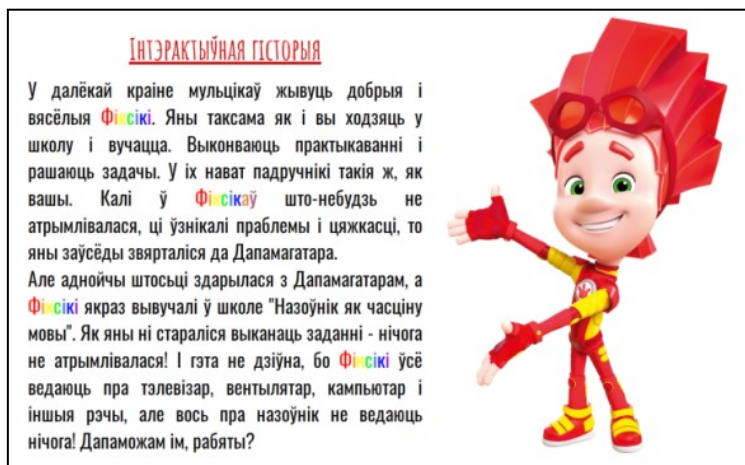 Інтэрактыўная гісторыя
У далёкай краіне мульцікаў жывуць добрыя і
вясёлыя Фіксікі. Яны таксама як і вы ходзяць у
школу і вучацца. Выконваюць практыкаванні і
рашаюць задачы. У іх нават падручнікі такія ж, як
вашы. Калі ў Фіксікаў што-небудзь не
атрымлівалася, ці ўзнікалі праблемы і цяжкасці, то
яны заўсёды звярталіся да Дапамагатара.
Але аднойчы штосьці здарылася з Дапамагатарам, а
Фіксікі якраз вывучалі ў школе "Назоўнік як часціну
мовы". Як яны ні стараліся выканаць заданні - нічога
не атрымлівалася! І гэта не дзіўна, бо Фіксікі ўсё
ведаюць пра тэлевізар, вентылятар, кампьютар і
іншыя рэчы, але вось пра назоўнік не ведаюць
нічога! Дапаможам ім, рабяты?